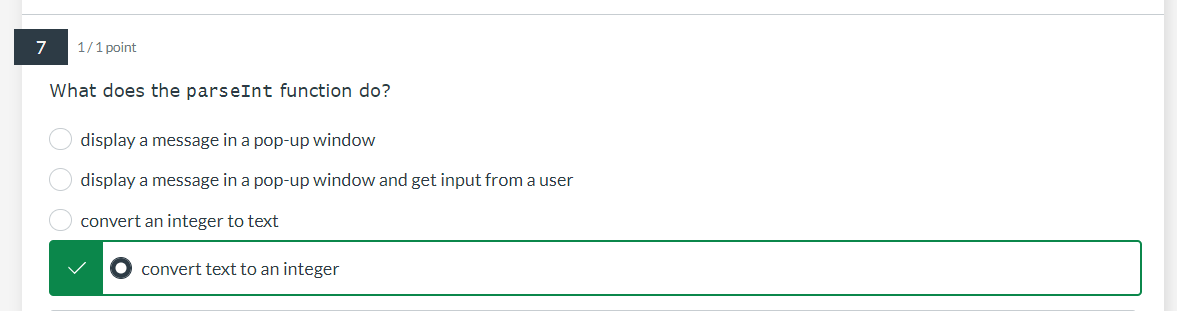 7
1 / 1 point
What does the parseInt function do?
display a message in a pop-up window
display a message in a pop-up window and get input from a user
convert an integer to text
convert text to an integer